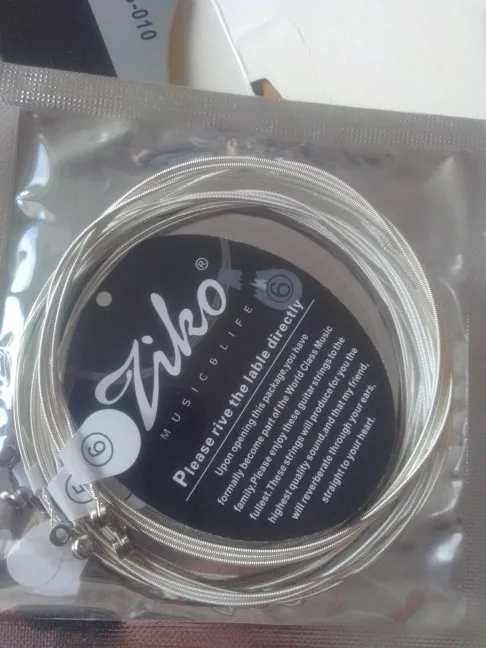 -010
Ziko®
MUSIC & LIFE
6
Please rive the lable directly
Upon opening this package,you have
formally become part of the World Class Music
family.Please enjoy these guitar strings to the
fullest.These strings will produce for you the
highest quality sound,and that my friend,
will reverberate through your ears,
straight to your heart.
6
E